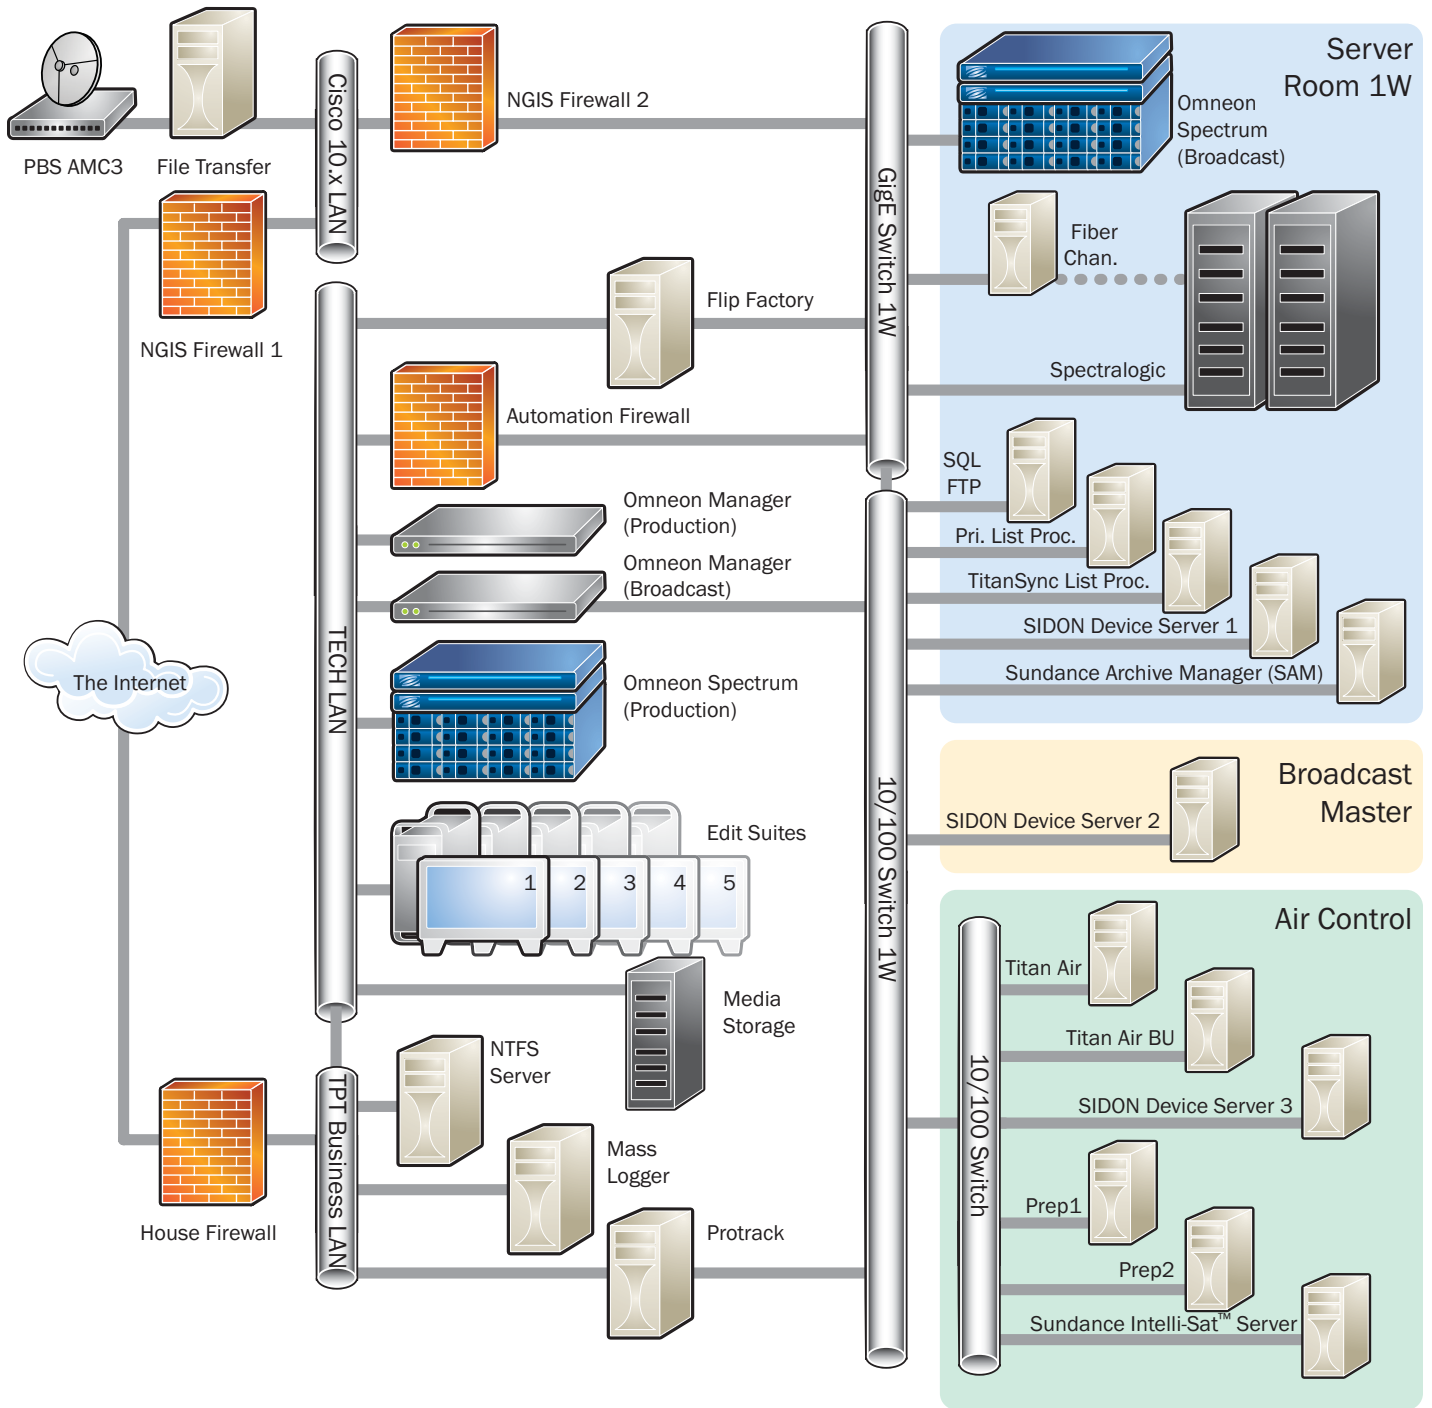 PBS AMC3
File Transfer
Cisco 10.x LAN
NGIS Firewall 2
NGIS Firewall 1
GigE Switch 1W
Server
Room 1W
Omneon
Spectrum
(Broadcast)
Fiber
Chan.
Spectralogic
Flip Factory
Automation Firewall
Omneon Manager
(Production)
Omneon Manager
(Broadcast)
TECH LAN
Omneon Spectrum
(Production)
The Internet
Edit Suites
1
2
3
4
5
Media
Storage
SQL
FTP
Pri. List Proc.
TitanSync List Proc.
SIDON Device Server 1
Sundance Archive Manager (SAM)
10/100 Switch 1W
Broadcast
Master
SIDON Device Server 2
Air Control
Titan Air
Titan Air BU
SIDON Device Server 3
10/100 Switch
Prep1
Prep2
Sundance Intelli-Sat™ Server
NTFS
Server
TPT Business LAN
Mass
Logger
House Firewall
Protrack